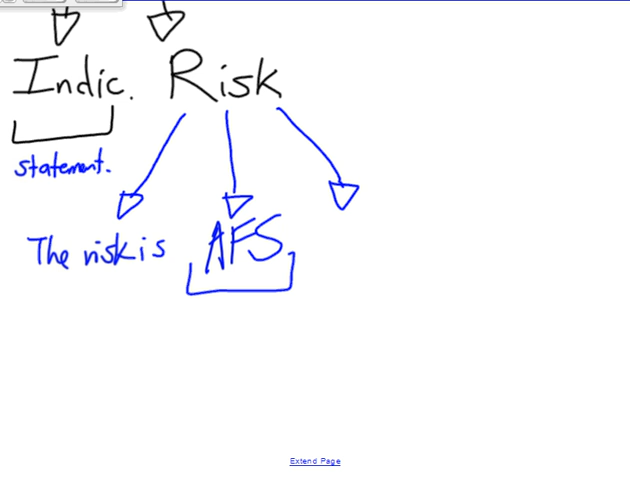 Indic. Risk
statement.
The risk is AFS
Extend Page